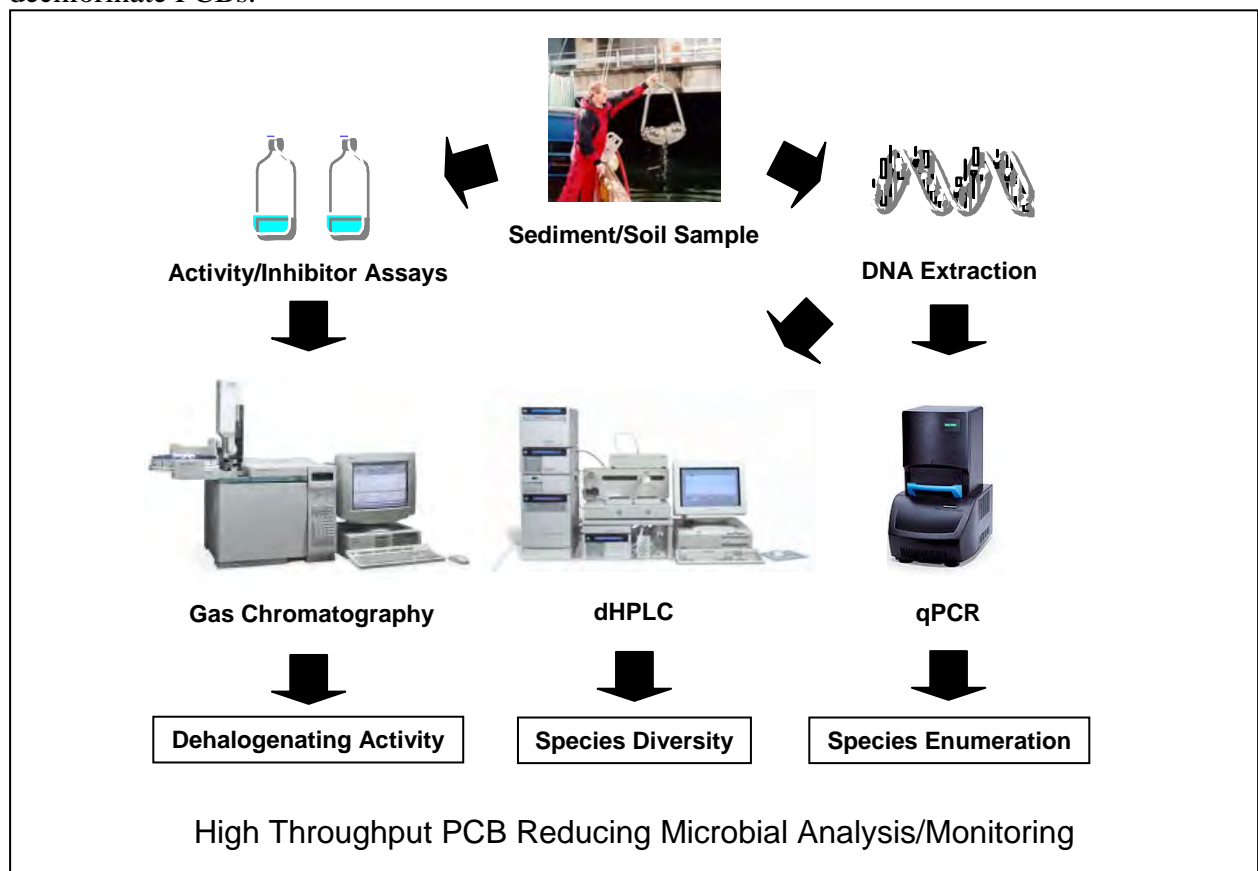 Sediment/Soil Sample
Activity/Inhibitor Assays
DNA Extraction
Gas Chromatography
dHPLC
qPCR
Dehalogenating Activity
Species Diversity
Species Enumeration
High Throughput PCB Reducing Microbial Analysis/Monitoring